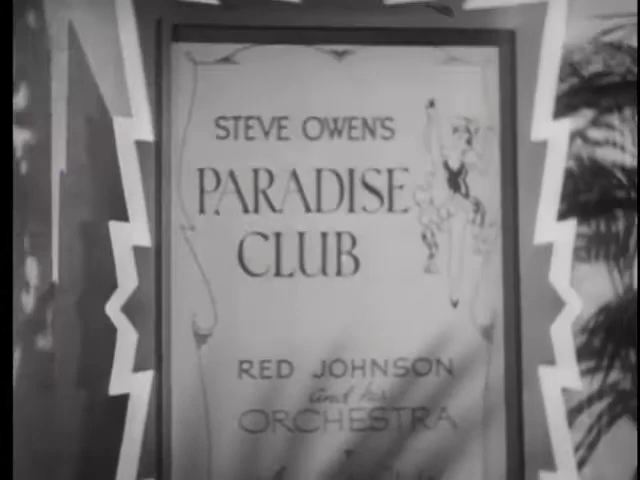 STEVE OWEN'S
PARADISE
CLUB
RED JOHNSON
and his
ORCHESTRA